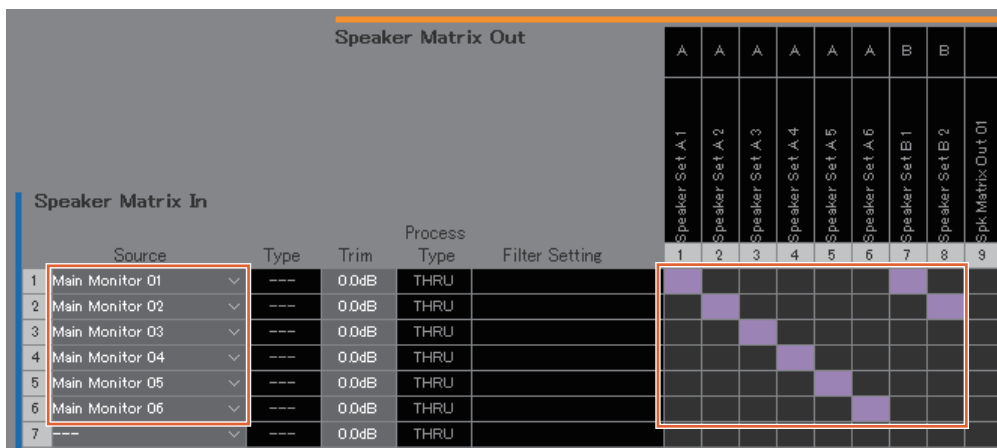 Speaker Matrix Out
A A A A A A B B
Speaker Set A 1
Speaker Set A 2
Speaker Set A 3
Speaker Set A 4
Speaker Set A 5
Speaker Set A 6
Speaker Set B 1
Speaker Set B 2
Spk.Matrix Out 01
Speaker Matrix In
Process
Source Type Trim Type Filter Setting 1 2 3 4 5 6 7 8 9
1 Main Monitor 01 --- 0.0dB THRU
2 Main Monitor 02 --- 0.0dB THRU
3 Main Monitor 03 --- 0.0dB THRU
4 Main Monitor 04 --- 0.0dB THRU
5 Main Monitor 05 --- 0.0dB THRU
6 Main Monitor 06 --- 0.0dB THRU
7 --- --- 0.0dB THRU